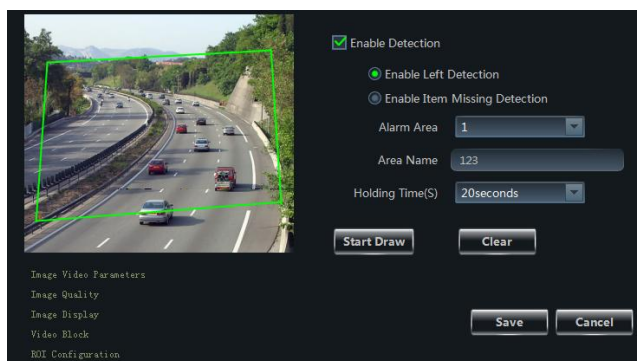 Enable Detection
Enable Left Detection
Enable Item Missing Detection
Alarm Area 1
Area Name 123
Holding Time(S) 20seconds
Start Draw Clear
Image Video Parameters
Image Quality
Image Display
Video Block
ROI Configuration
Save Cancel